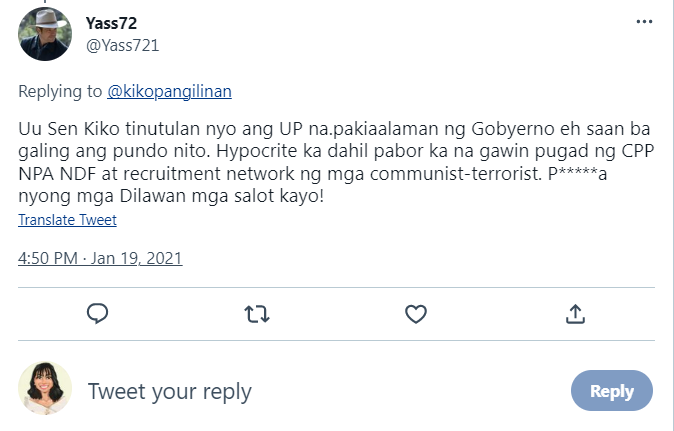 Yass72
@Yass721
Replying to @kikopangilinan
Uu Sen Kiko tinutulan nyo ang UP na.pakiaalaman ng Gobyerno eh saan ba
galing ang pundo nito. Hypocrite ka dahil pabor ka na gawin pugad ng CPP
NPA NDF at recruitment network ng mga communist-terrorist. P*****a
nyong mga Dilawan mga salot kayo!
Translate Tweet
4:50 PM · Jan 19, 2021
Tweet your reply
Reply